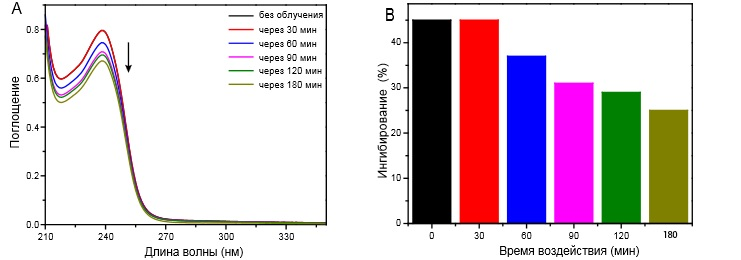 A
Поглощение
0.8
0.6
0.4
0.2
0.0
210
240
270
300
330
Длина волны (нм)
без облучения
через 30 мин
через 60 мин
через 90 мин
через 120 мин
через 180 мин
B
Ингибирование (%)
40
30
20
10
0
0
30
60
90
120
180
Время воздействия (мин)